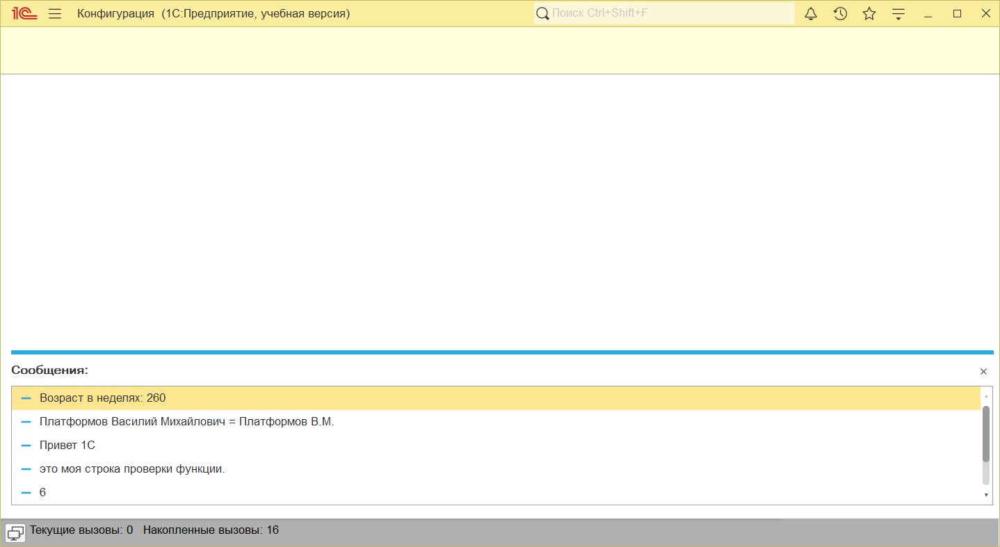 1С Конфигурация (1С:Предприятие, учебная версия) Поиск Ctrl+Shift+F
Сообщения:
Возраст в неделях: 260
Платформов Василий Михайлович = Платформов В.М.
Привет 1С
это моя строка проверки функции.
6
Текущие вызовы: 0 Накопленные вызовы: 16